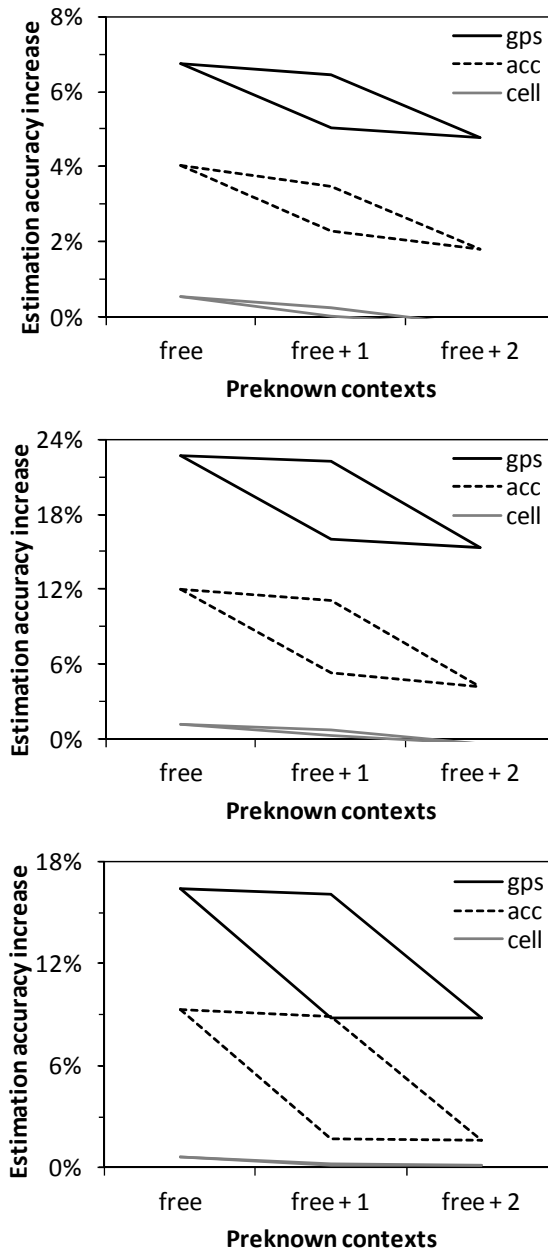 8%
6%
4%
2%
0%
Estimation accuracy increase
gps
acc
cell
free
free + 1
free + 2
Preknown contexts
24%
18%
12%
6%
0%
Estimation accuracy increase
gps
acc
cell
free
free + 1
free + 2
Preknown contexts
18%
12%
6%
0%
Estimation accuracy increase
gps
acc
cell
free
free + 1
free + 2
Preknown contexts